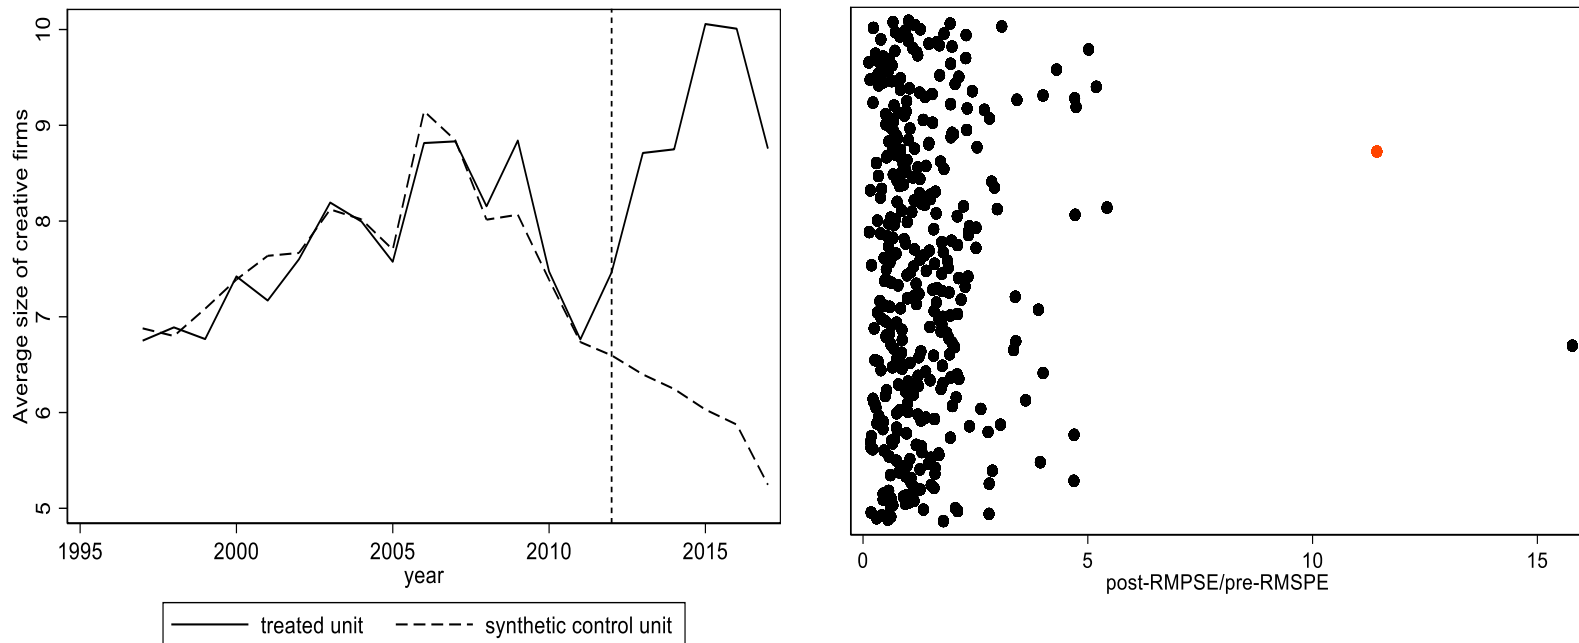 Average size of creative firms
10
9
8
7
6
5
1995 2000 2005 2010 2015
year
treated unit synthetic control unit
0 5 10 15
post-RMPSE/pre-RMSPE